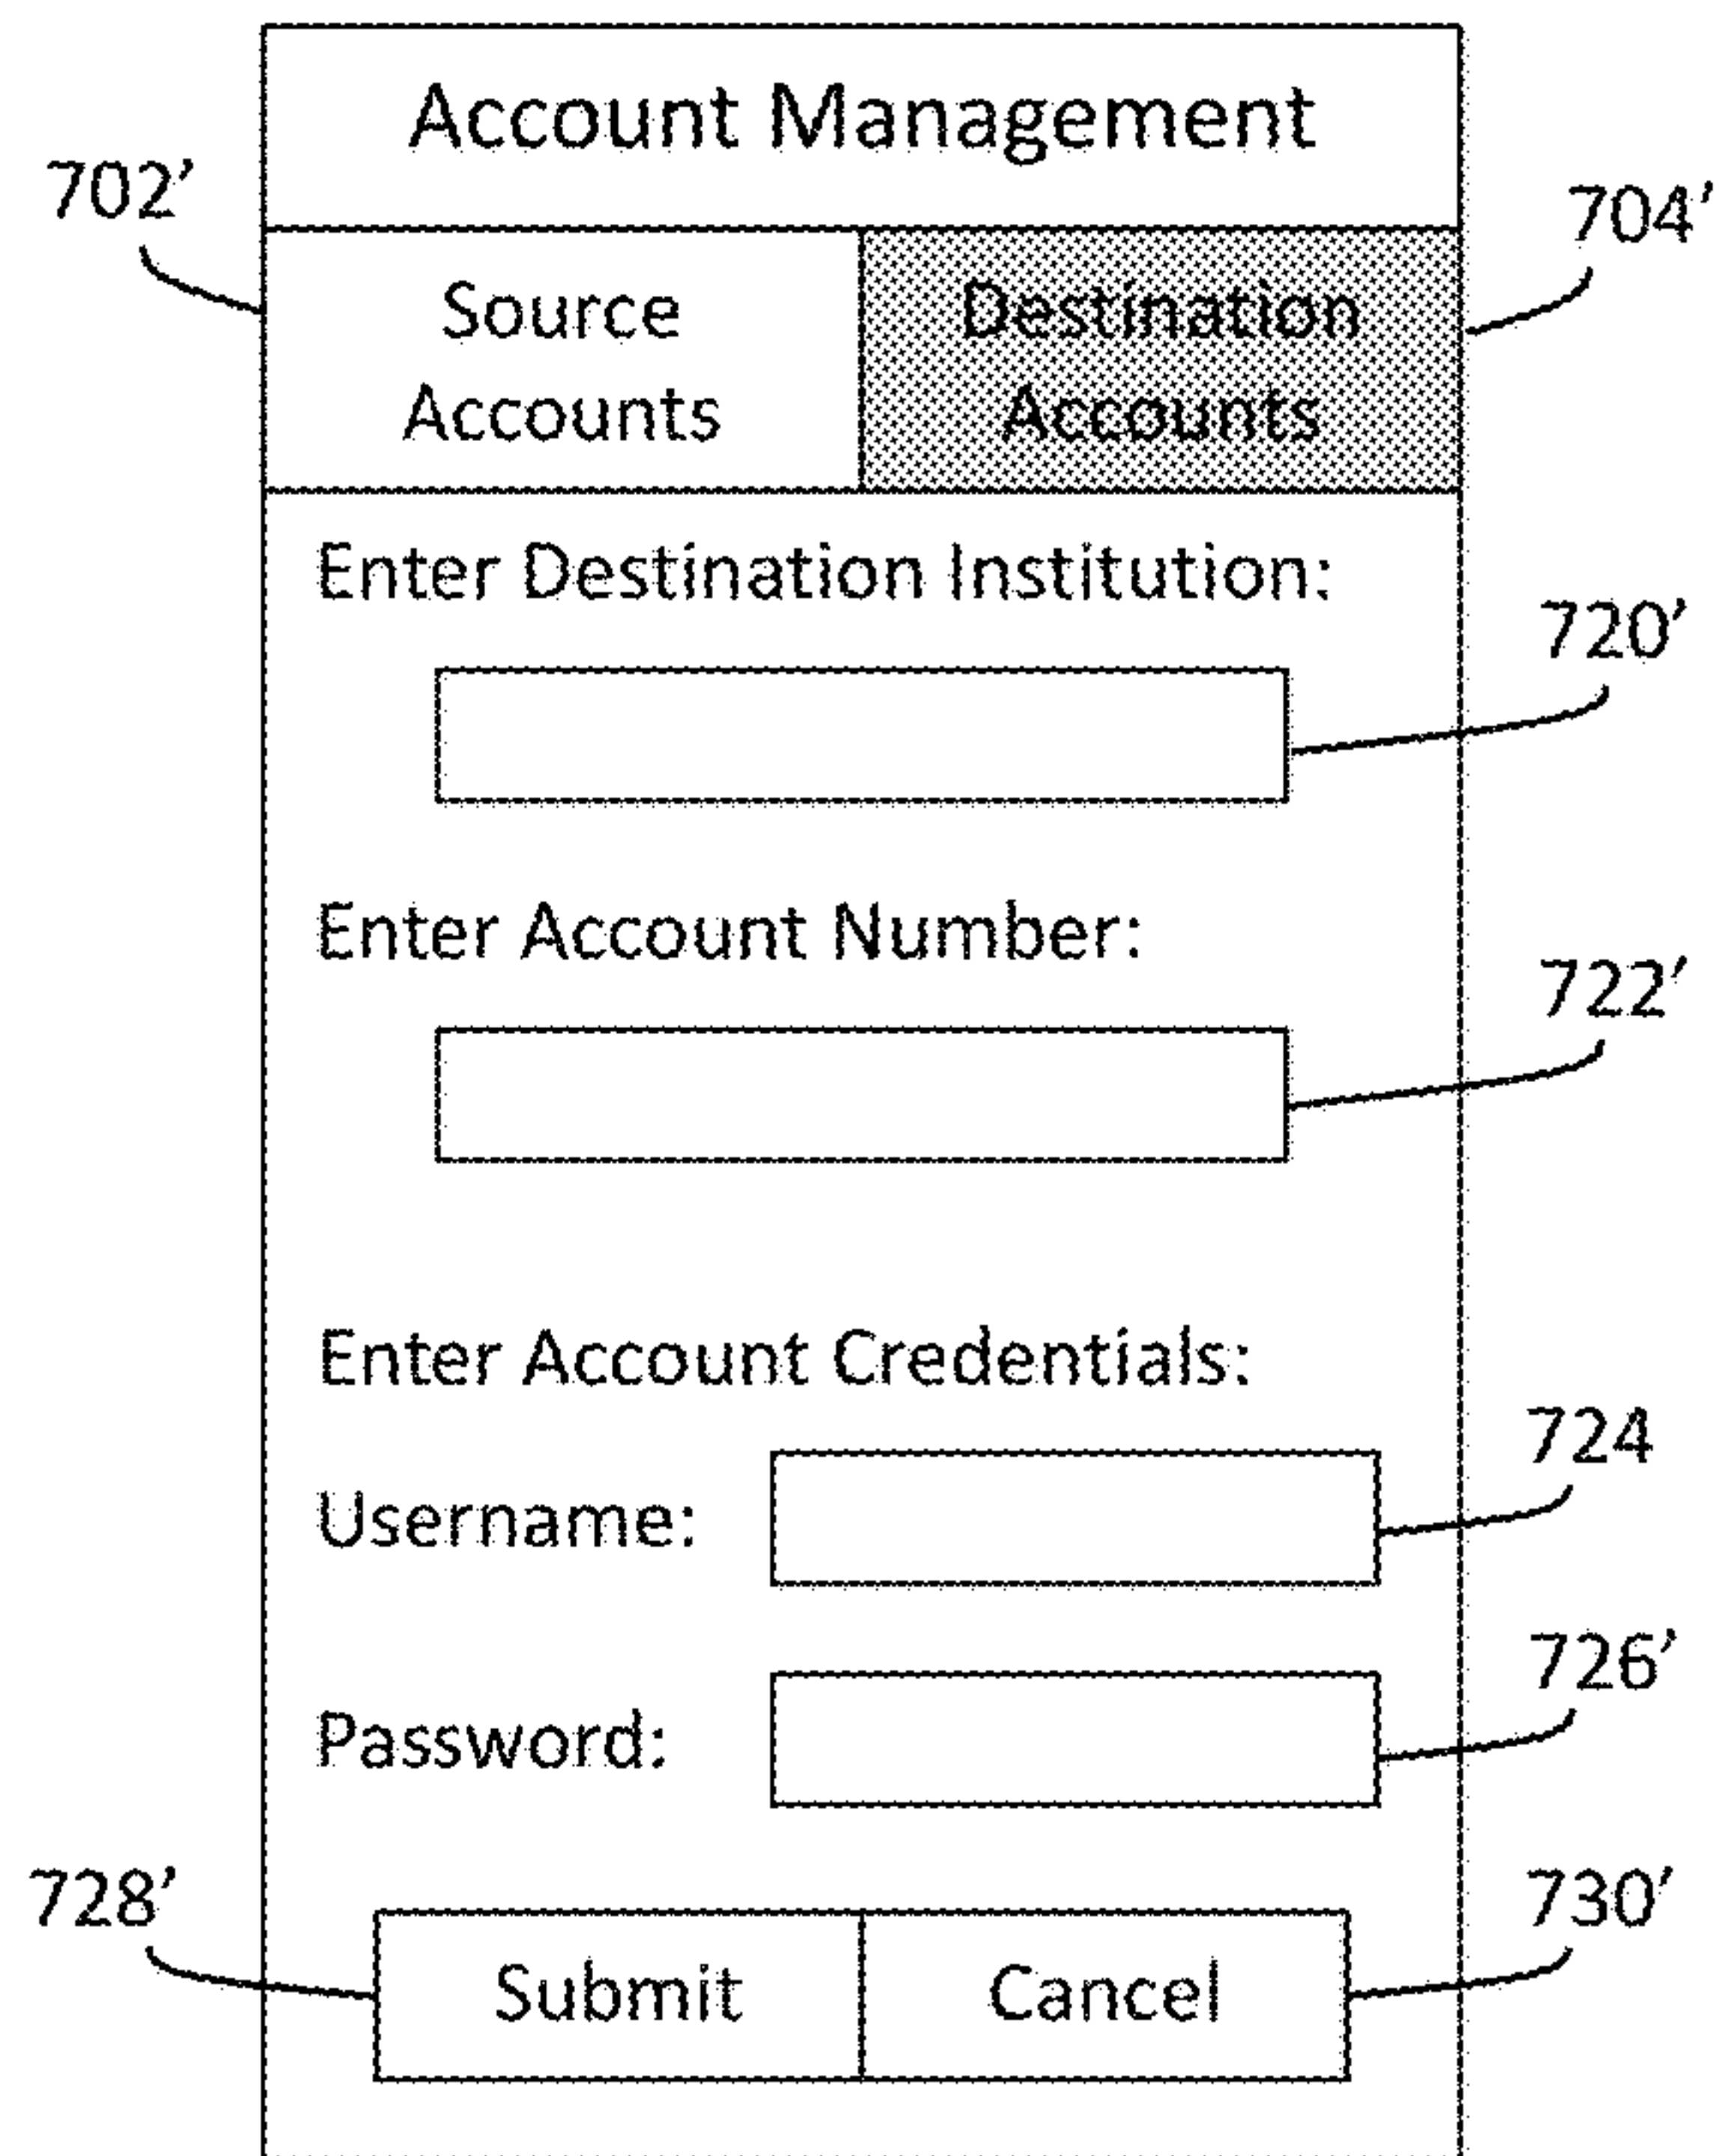 Account Management
702’
704’
Source
Accounts
Destination
Accounts
Enter Destination Institution:
720’
Enter Account Number:
722’
Enter Account Credentials:
724
Username:
726’
Password:
728’
730’
Submit
Cancel